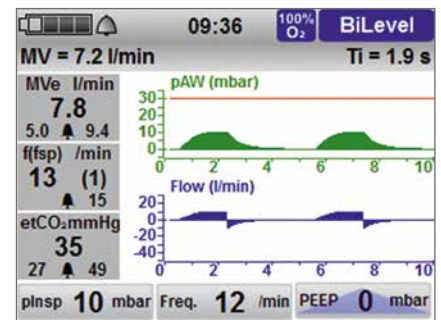 09:36 100% O₂ BiLevel
MV = 7.2 l/min Ti = 1.9 s
MVe l/min
7.8
5.0 9.4
f(fsp) /min
13 (1)
15
etCO₂mmHg
35
27 49
pAW (mbar)
30
20
10
0 2 4 6 8 10
Flow (l/min)
20
0
-20
-40
0 2 4 6 8 10
pInsp 10 mbar Freq. 12 /min PEEP 0 mbar